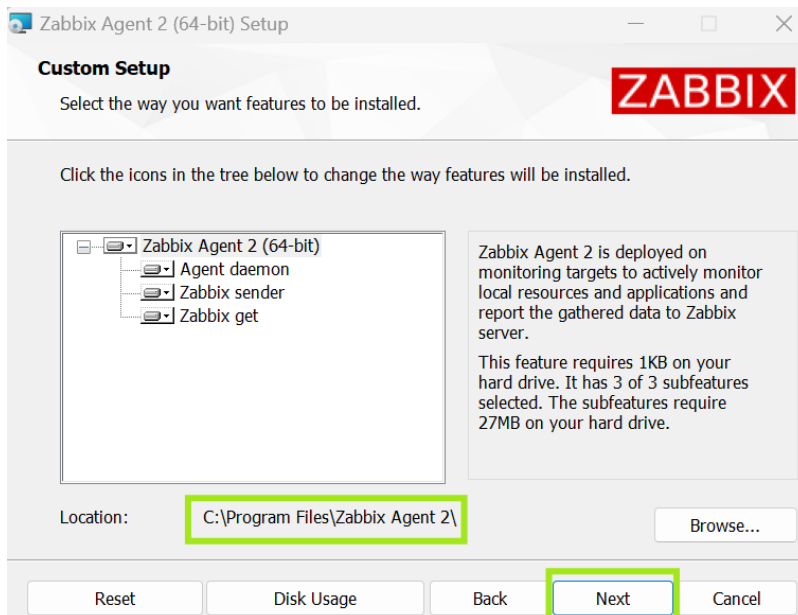 Zabbix Agent 2 (64-bit) Setup
Custom Setup
Select the way you want features to be installed.
ZABBIX
Click the icons in the tree below to change the way features will be installed.
Zabbix Agent 2 (64-bit)
Agent daemon
Zabbix sender
Zabbix get
Zabbix Agent 2 is deployed on
monitoring targets to actively monitor
local resources and applications and
report the gathered data to Zabbix
server.
This feature requires 1KB on your
hard drive. It has 3 of 3 subfeatures
selected. The subfeatures require
27MB on your hard drive.
Location:
C:\Program Files\Zabbix Agent 2\
Browse...
Reset
Disk Usage
Back
Next
Cancel